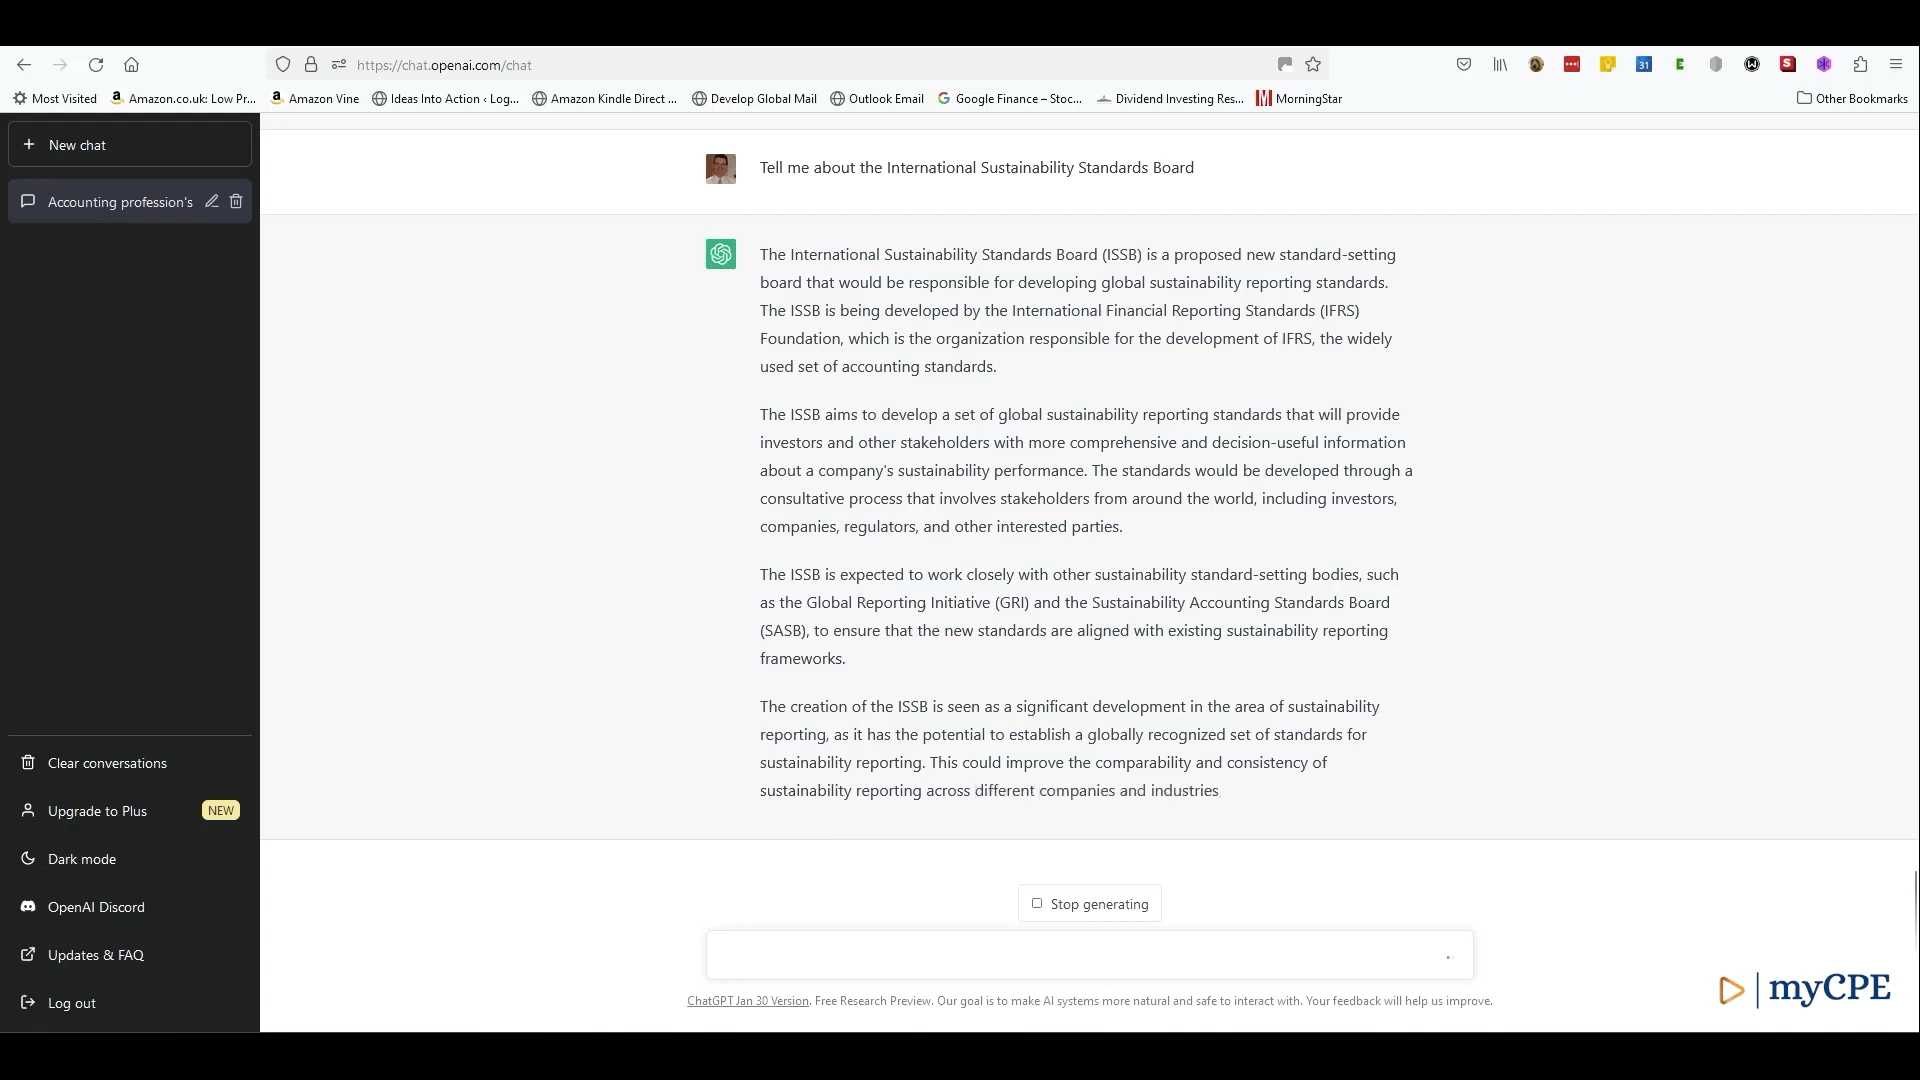 https://chat.openai.com/chat
31
Most Visited
Amazon.co.uk: Low Pr...
Amazon Vine
Ideas Into Action ‹ Log...
Amazon Kindle Direct ...
Develop Global Mail
Outlook Email
Google Finance – Stoc...
Dividend Investing Res...
MorningStar
Other Bookmarks
New chat
Accounting profession's
Tell me about the International Sustainability Standards Board
The International Sustainability Standards Board (ISSB) is a proposed new standard-setting
board that would be responsible for developing global sustainability reporting standards.
The ISSB is being developed by the International Financial Reporting Standards (IFRS)
Foundation, which is the organization responsible for the development of IFRS, the widely
used set of accounting standards.
The ISSB aims to develop a set of global sustainability reporting standards that will provide
investors and other stakeholders with more comprehensive and decision-useful information
about a company's sustainability performance. The standards would be developed through a
consultative process that involves stakeholders from around the world, including investors,
companies, regulators, and other interested parties.
The ISSB is expected to work closely with other sustainability standard-setting bodies, such
as the Global Reporting Initiative (GRI) and the Sustainability Accounting Standards Board
(SASB), to ensure that the new standards are aligned with existing sustainability reporting
frameworks.
The creation of the ISSB is seen as a significant development in the area of sustainability
reporting, as it has the potential to establish a globally recognized set of standards for
sustainability reporting. This could improve the comparability and consistency of
sustainability reporting across different companies and industries
Clear conversations
Upgrade to Plus
NEW
Dark mode
OpenAI Discord
Updates & FAQ
Log out
Stop generating
ChatGPT Jan 30 Version. Free Research Preview. Our goal is to make AI systems more natural and safe to interact with. Your feedback will help us improve.
myCPE